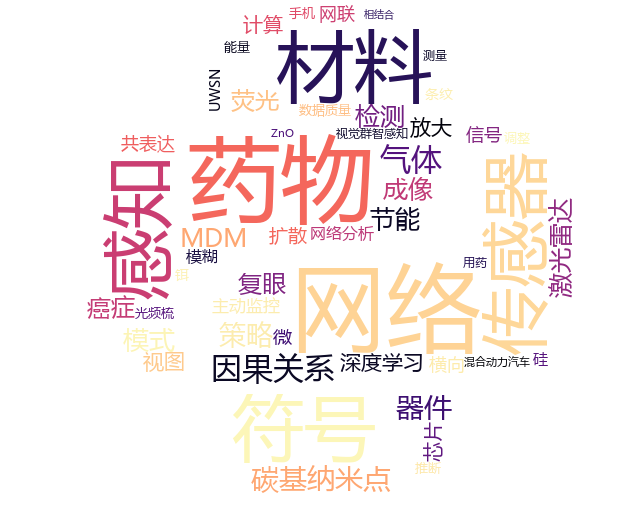 手机
网联
相结合
计算
能量
材料
测量
UWSN
荧光
条纹
数据质量
检测
放大
信号
ZnO
视觉群智感知
调整
共表达
药物
气体
感知
成像
传感器
激光雷达
节能
MDM
扩散
网络分析
模糊
用药
铒
复眼
网络
癌症
光频梳
主动监控
模式
策略
微
视图
因果关系
深度学习
横向
混合动力汽车
硅
符号
器件
芯片
推断
碳基纳米点